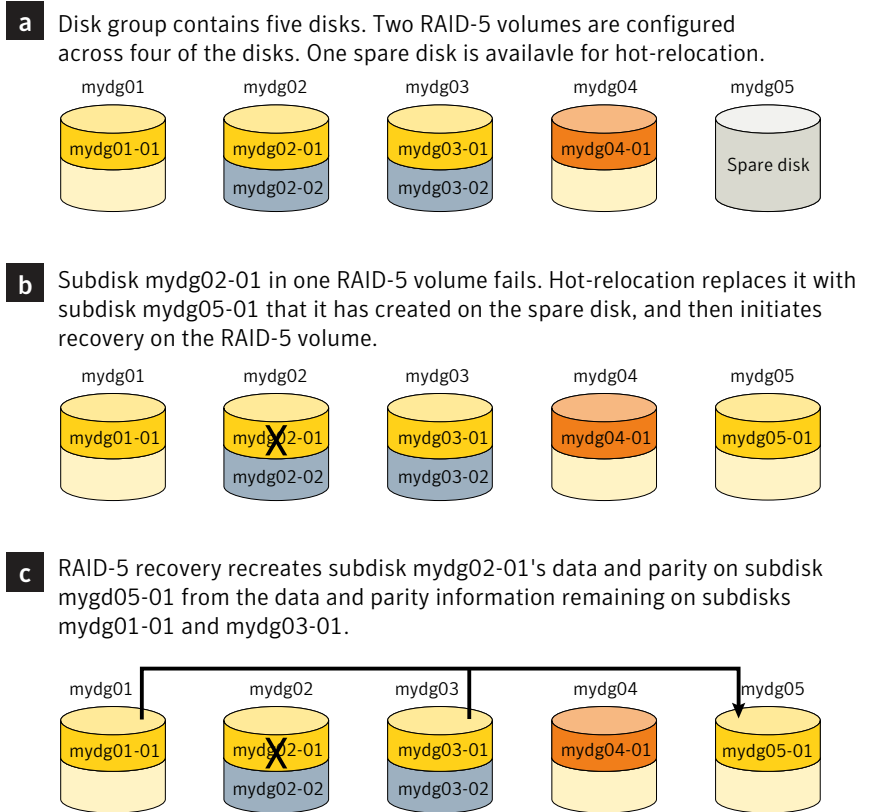 a
Disk group contains five disks. Two RAID-5 volumes are configured
across four of the disks. One spare disk is availavle for hot-relocation.
mydg01 mydg02 mydg03 mydg04 mydg05
mydg01-01 mydg02-01 mydg03-01 mydg04-01
Spare disk
mydg02-02 mydg03-02
b
Subdisk mydg02-01 in one RAID-5 volume fails. Hot-relocation replaces it with
subdisk mydg05-01 that it has created on the spare disk, and then initiates
recovery on the RAID-5 volume.
mydg01 mydg02 mydg03 mydg04 mydg05
mydg01-01 mydg02-01 mydg03-01 mydg04-01 mydg05-01
X
mydg02-02 mydg03-02
c
RAID-5 recovery recreates subdisk mydg02-01's data and parity on subdisk
mygd05-01 from the data and parity information remaining on subdisks
mydg01-01 and mydg03-01.
mydg01 mydg02 mydg03 mydg04 mydg05
mydg01-01 mydg02-01 mydg03-01 mydg04-01 mydg05-01
X
mydg02-02 mydg03-02